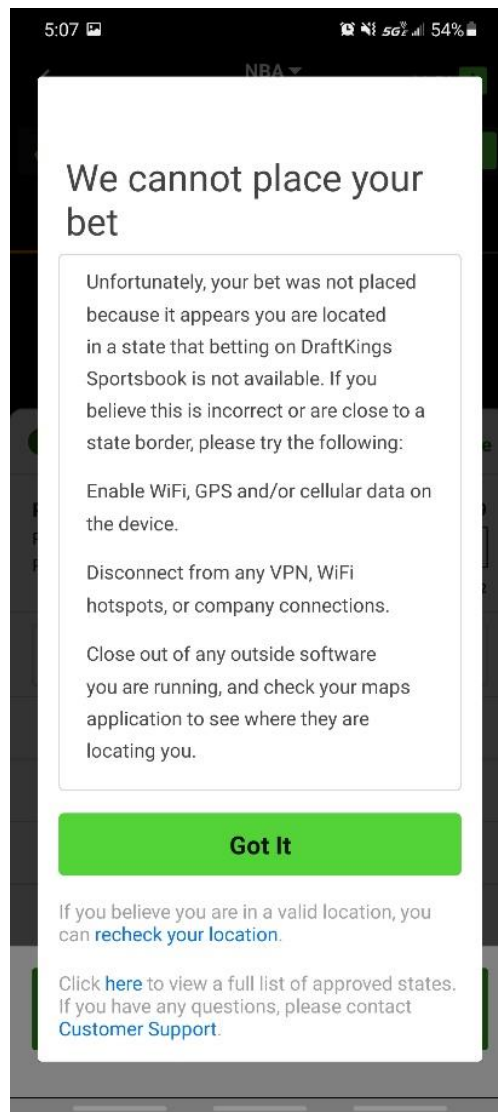 5:07
5G 54%
NBA
We cannot place your
bet
Unfortunately, your bet was not placed
because it appears you are located
in a state that betting on DraftKings
Sportsbook is not available. If you
believe this is incorrect or are close to a
state border, please try the following:
Enable WiFi, GPS and/or cellular data on
the device.
Disconnect from any VPN, WiFi
hotspots, or company connections.
Close out of any outside software
you are running, and check your maps
application to see where they are
locating you.
Got It
If you believe you are in a valid location, you
can recheck your location.
Click here to view a full list of approved states.
If you have any questions, please contact
Customer Support.